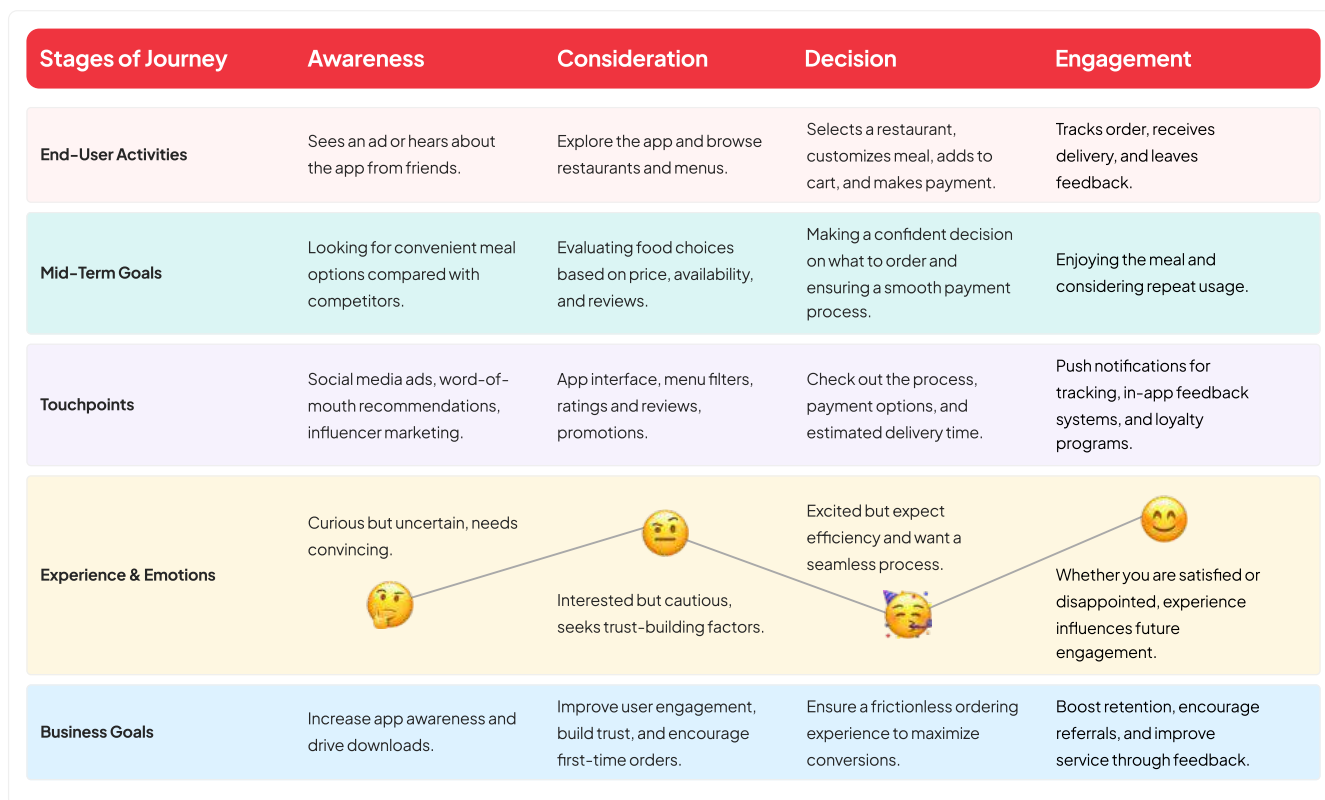 Stages of Journey
Awareness
Consideration
Decision
Engagement
End-User Activities
Sees an ad or hears about
the app from friends.
Explore the app and browse
restaurants and menus.
Selects a restaurant,
customizes meal, adds to
cart, and makes payment.
Tracks order, receives
delivery, and leaves
feedback.
Mid-Term Goals
Looking for convenient meal
options compared with
competitors.
Evaluating food choices
based on price, availability,
and reviews.
Making a confident decision
on what to order and
ensuring a smooth payment
process.
Enjoying the meal and
considering repeat usage.
Touchpoints
Social media ads, word-of-
mouth recommendations,
influencer marketing.
App interface, menu filters,
ratings and reviews,
promotions.
Check out the process,
payment options, and
estimated delivery time.
Push notifications for
tracking, in-app feedback
systems, and loyalty
programs.
Experience & Emotions
Curious but uncertain, needs
convincing.
Interested but cautious,
seeks trust-building factors.
Excited but expect
efficiency and want a
seamless process.
Whether you are satisfied or
disappointed, experience
influences future
engagement.
Business Goals
Increase app awareness and
drive downloads.
Improve user engagement,
build trust, and encourage
first-time orders.
Ensure a frictionless ordering
experience to maximize
conversions.
Boost retention, encourage
referrals, and improve
service through feedback.